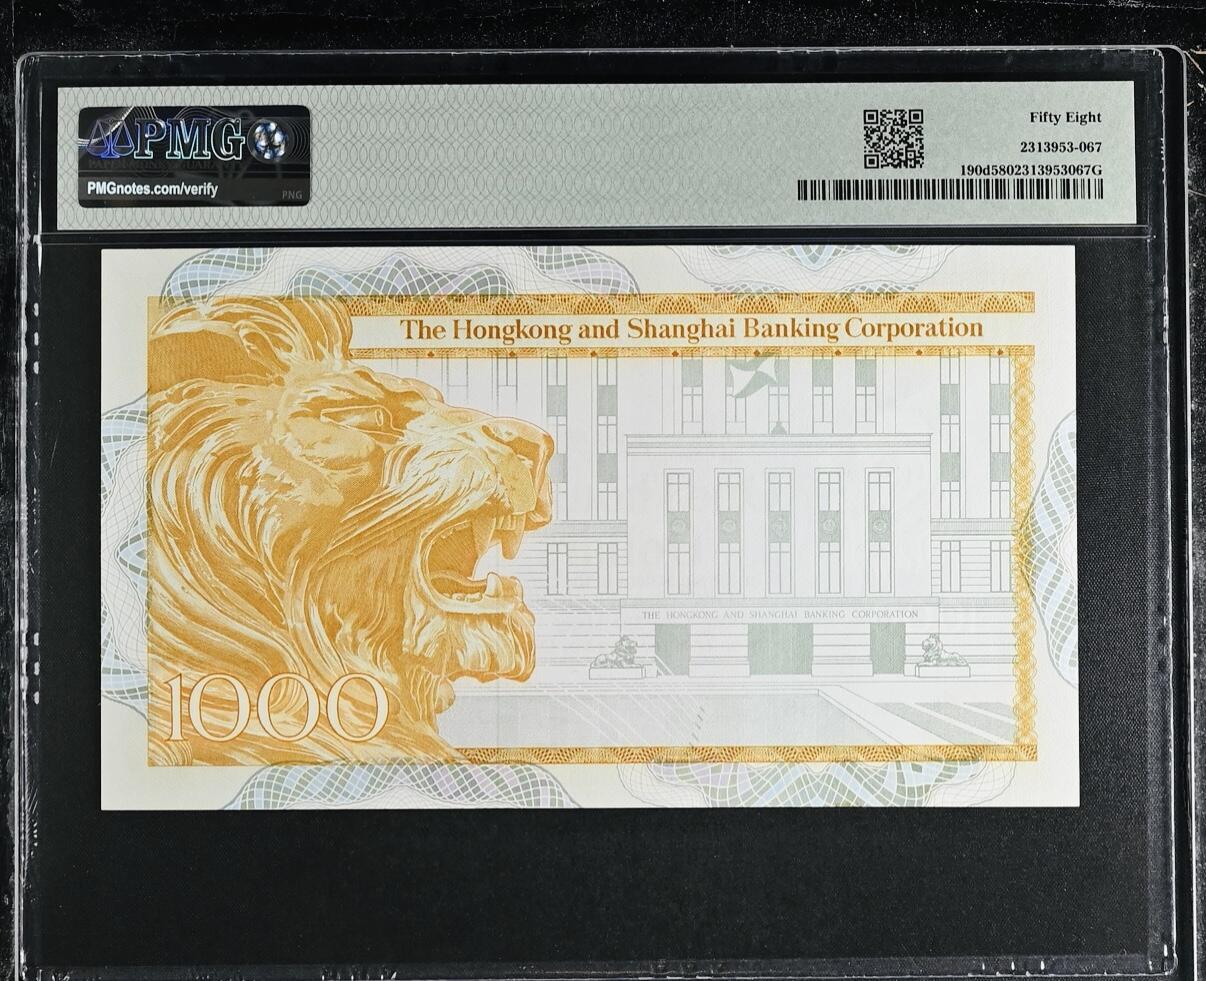 PMG
PMGnotes.com/verify
PNG
Fifty Eight
2313953-067
190d5802313953067G
The Hongkong and Shanghai Banking Corporation
THE HONGKONG AND SHANGHAI BANKING CORPORATION
1000